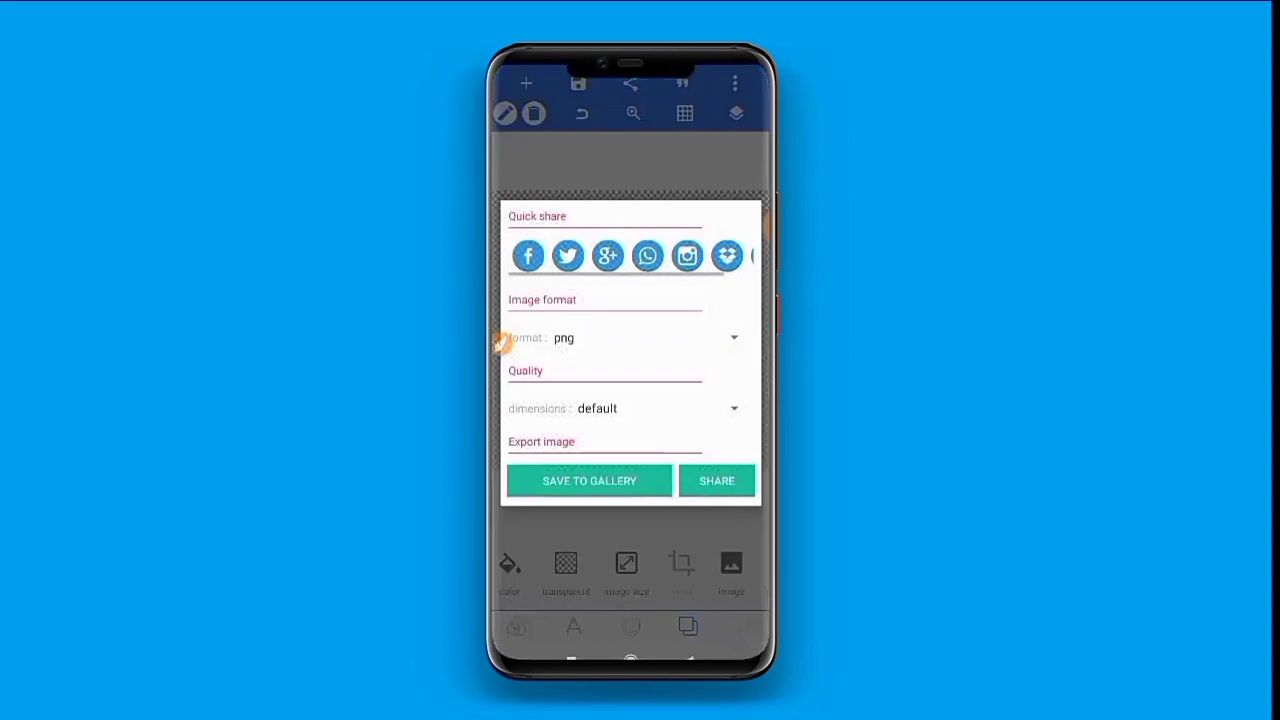 Quick share
Image format
format : png
Quality
dimensions : default
Export image
SAVE TO GALLERY
SHARE
color
transparent
image size
image